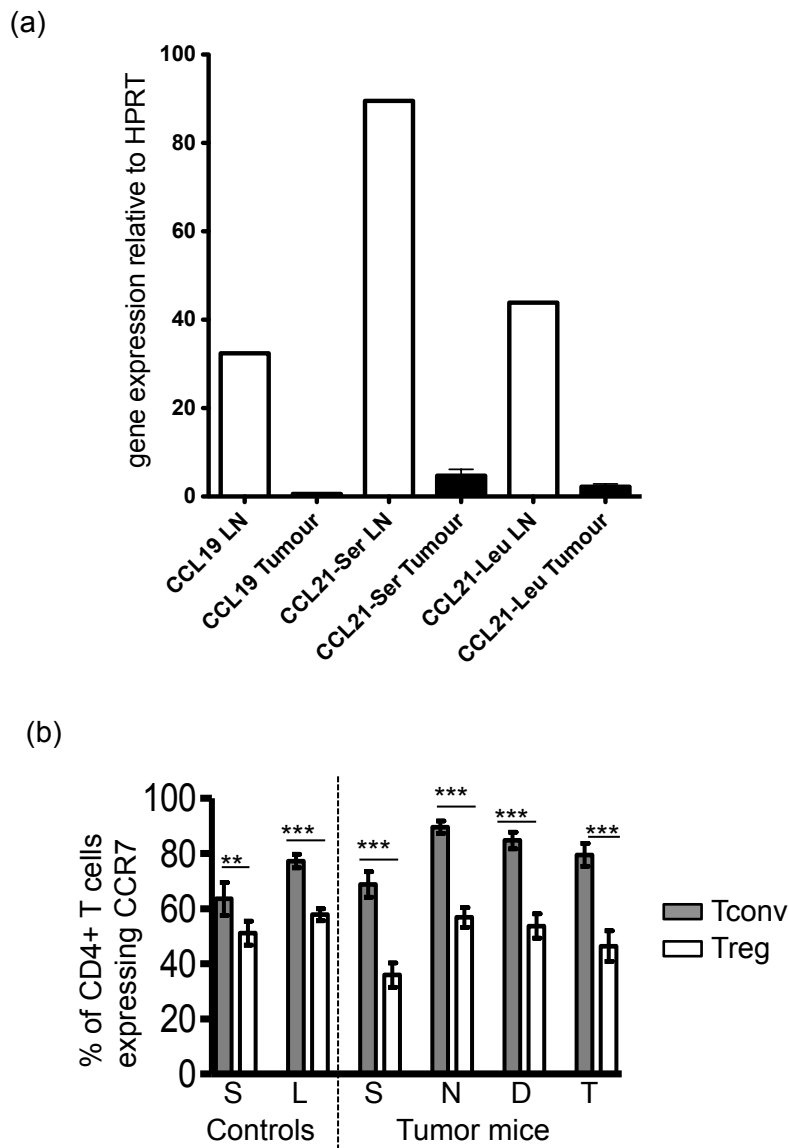 (a)
gene expression relative to HPRT
100
80
60
40
20
0
CCL19 LN
CCL19 Tumour
CCL21-Ser LN
CCL21-Ser Tumour
CCL21-Leu LN
CCL21-Leu Tumour
(b)
% of CD4+ T cells
expressing CCR7
100
80
60
40
20
0
** *** *** *** *** ***
Tconv
Treg
S L S N D T
Controls Tumor mice